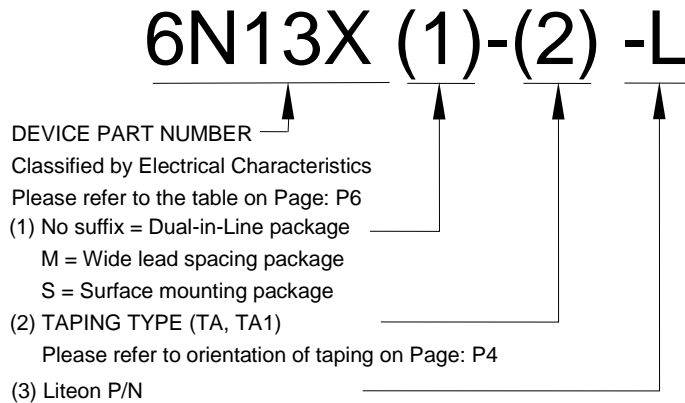 6N13X (1)-(2) -L
DEVICE PART NUMBER
Classified by Electrical Characteristics
Please refer to the table on Page: P6
(1) No suffix = Dual-in-Line package
M = Wide lead spacing package
S = Surface mounting package
(2) TAPING TYPE (TA, TA1)
Please refer to orientation of taping on Page: P4
(3) Liteon P/N